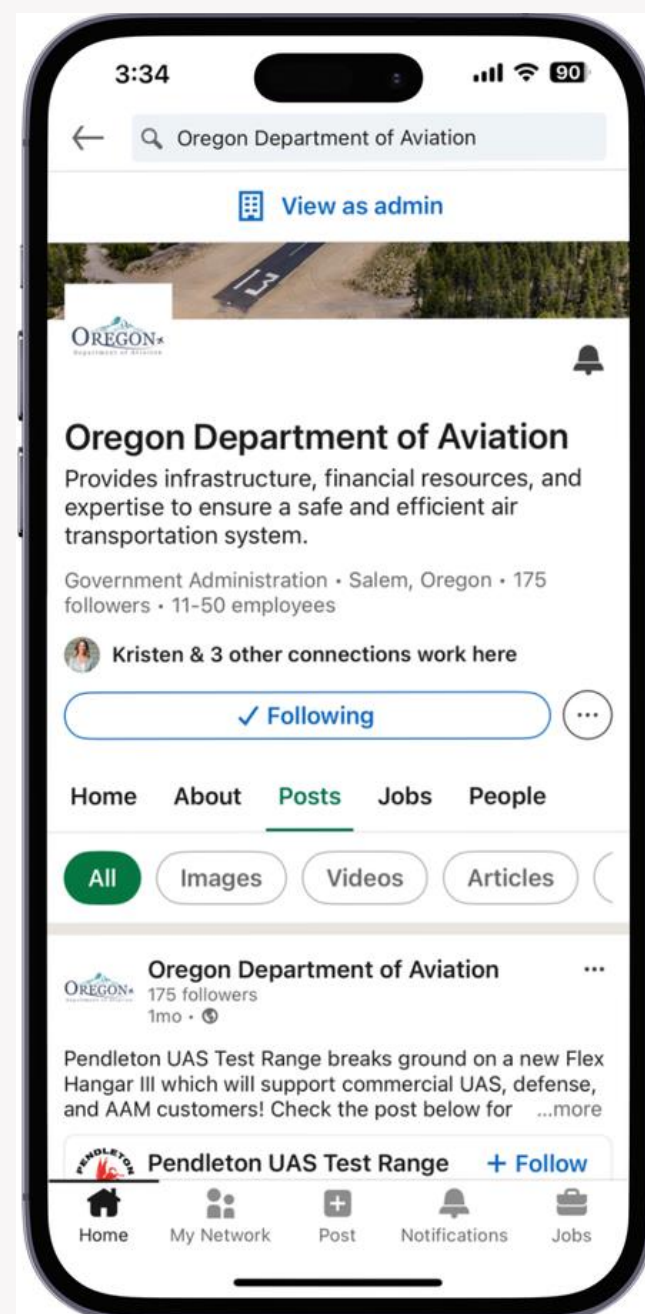 3:34
90
Oregon Department of Aviation
View as admin
13
OREGON
Department of Aviation
Oregon Department of Aviation
Provides infrastructure, financial resources, and
expertise to ensure a safe and efficient air
transportation system.
Government Administration • Salem, Oregon • 175
followers • 11-50 employees
Kristen & 3 other connections work here
✓ Following
Home About Posts Jobs People
All Images Videos Articles
OREGON
Oregon Department of Aviation
175 followers
1mo •
Pendleton UAS Test Range breaks ground on a new Flex
Hangar III which will support commercial UAS, defense,
and AAM customers! Check the post below for ...more
PENDLETON
Pendleton UAS Test Range + Follow
Home My Network Post Notifications Jobs